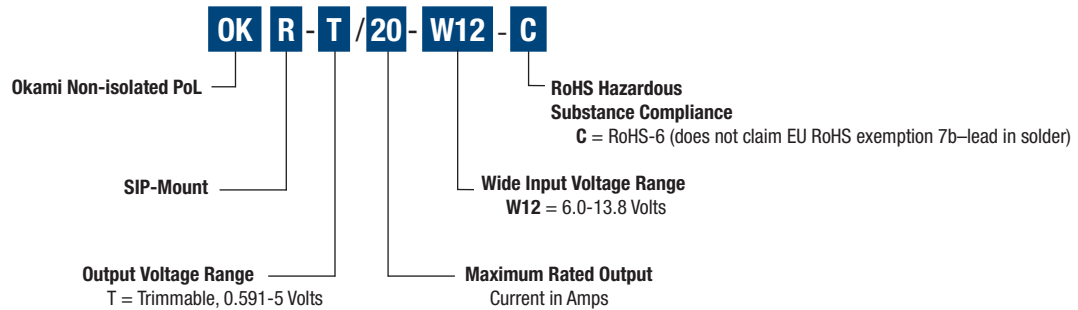 OK R - T / 20 - W12 - C
Okami Non-isolated PoL
RoHS Hazardous
Substance Compliance
C = RoHS-6 (does not claim EU RoHS exemption 7b–lead in solder)
SIP-Mount
Wide Input Voltage Range
W12 = 6.0-13.8 Volts
Output Voltage Range
T = Trimmable, 0.591-5 Volts
Maximum Rated Output
Current in Amps